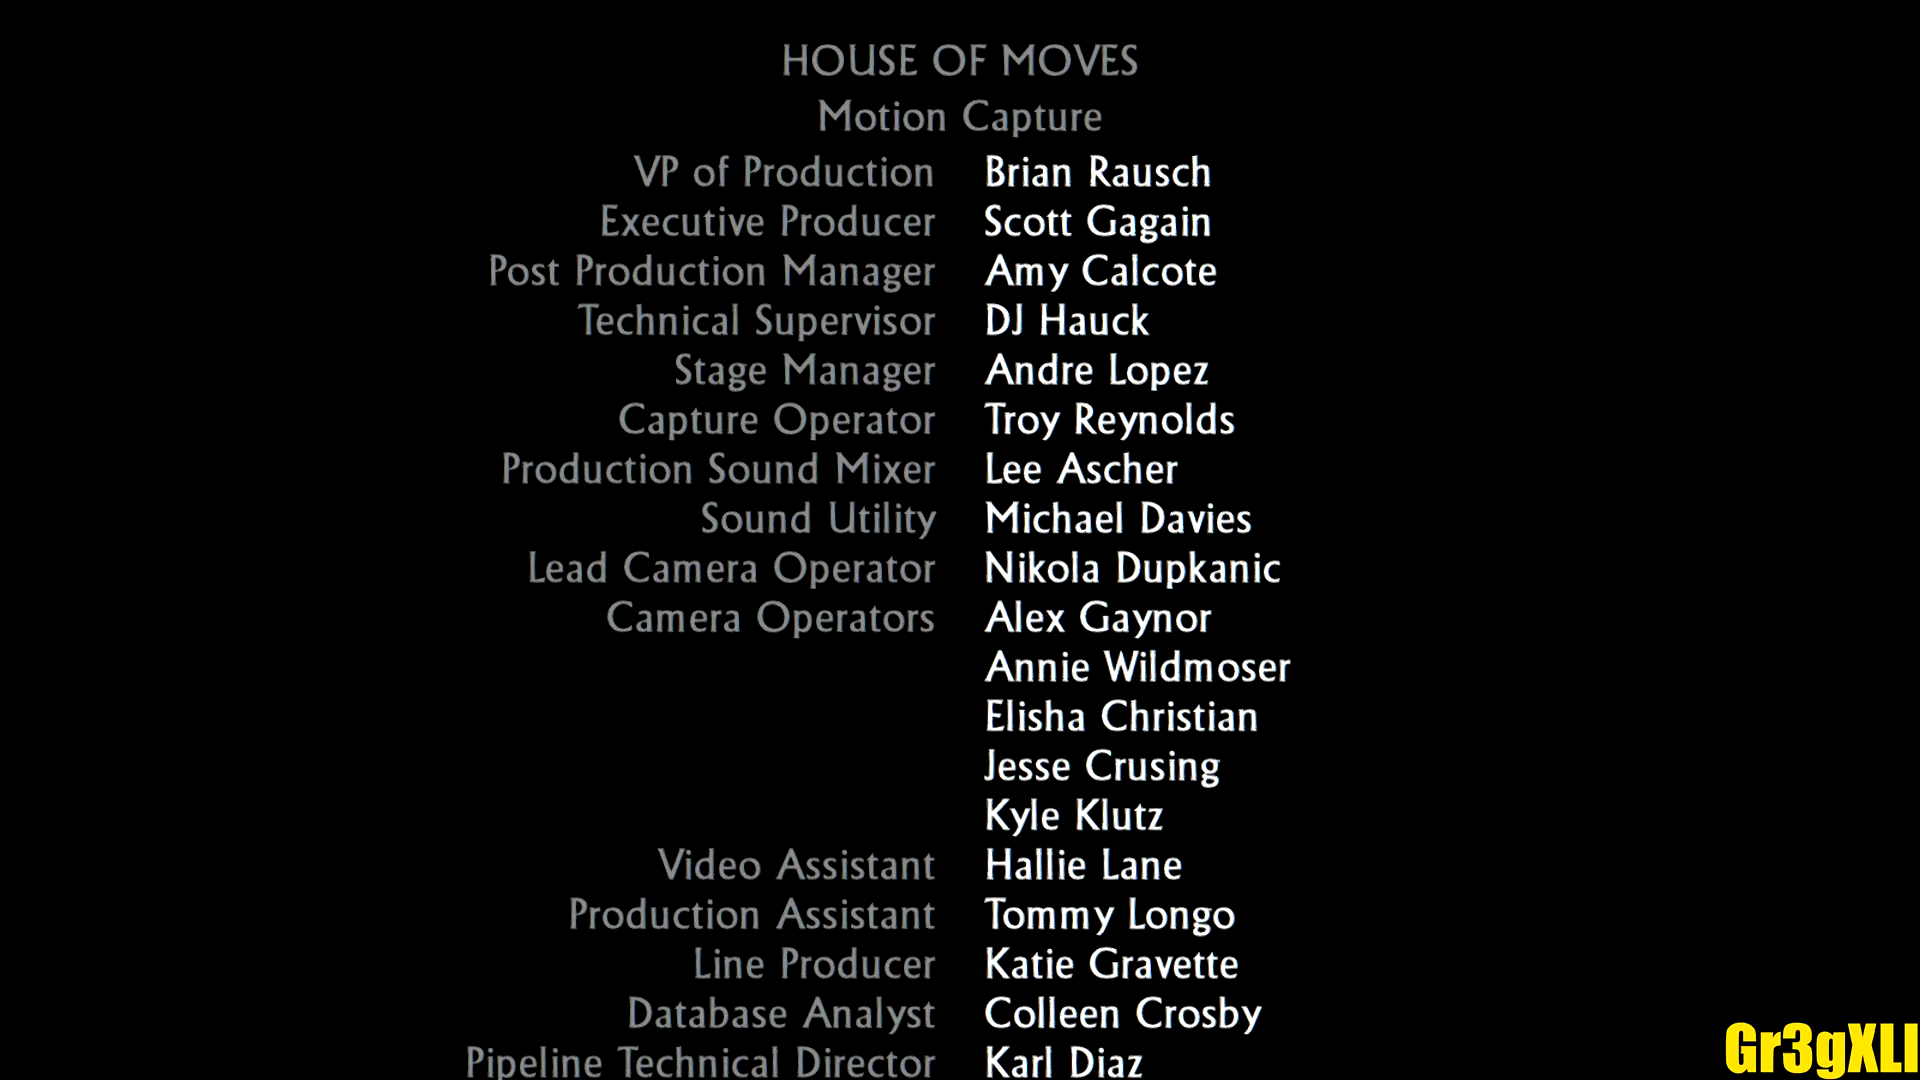 HOUSE OF MOVES
Motion Capture
VP of Production Brian Rausch
Executive Producer Scott Gagain
Post Production Manager Amy Calcote
Technical Supervisor DJ Hauck
Stage Manager Andre Lopez
Capture Operator Troy Reynolds
Production Sound Mixer Lee Ascher
Sound Utility Michael Davies
Lead Camera Operator Nikola Dupkanic
Camera Operators Alex Gaynor
Annie Wildmoser
Elisha Christian
Jesse Crusing
Kyle Klutz
Video Assistant Hallie Lane
Production Assistant Tommy Longo
Line Producer Katie Gravette
Database Analyst Colleen Crosby
Pipeline Technical Director Karl Diaz
Gr3gXLI